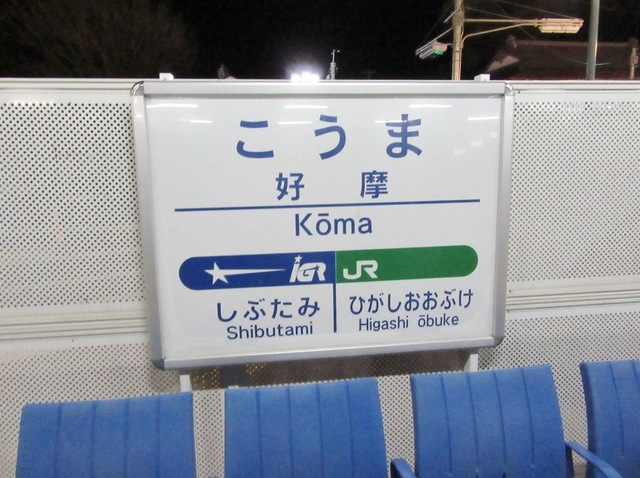 こうま
好摩
Kōma
IGR JR
しぶたみ ひがしおおぶけ
Shibutami Higashi ōbuke